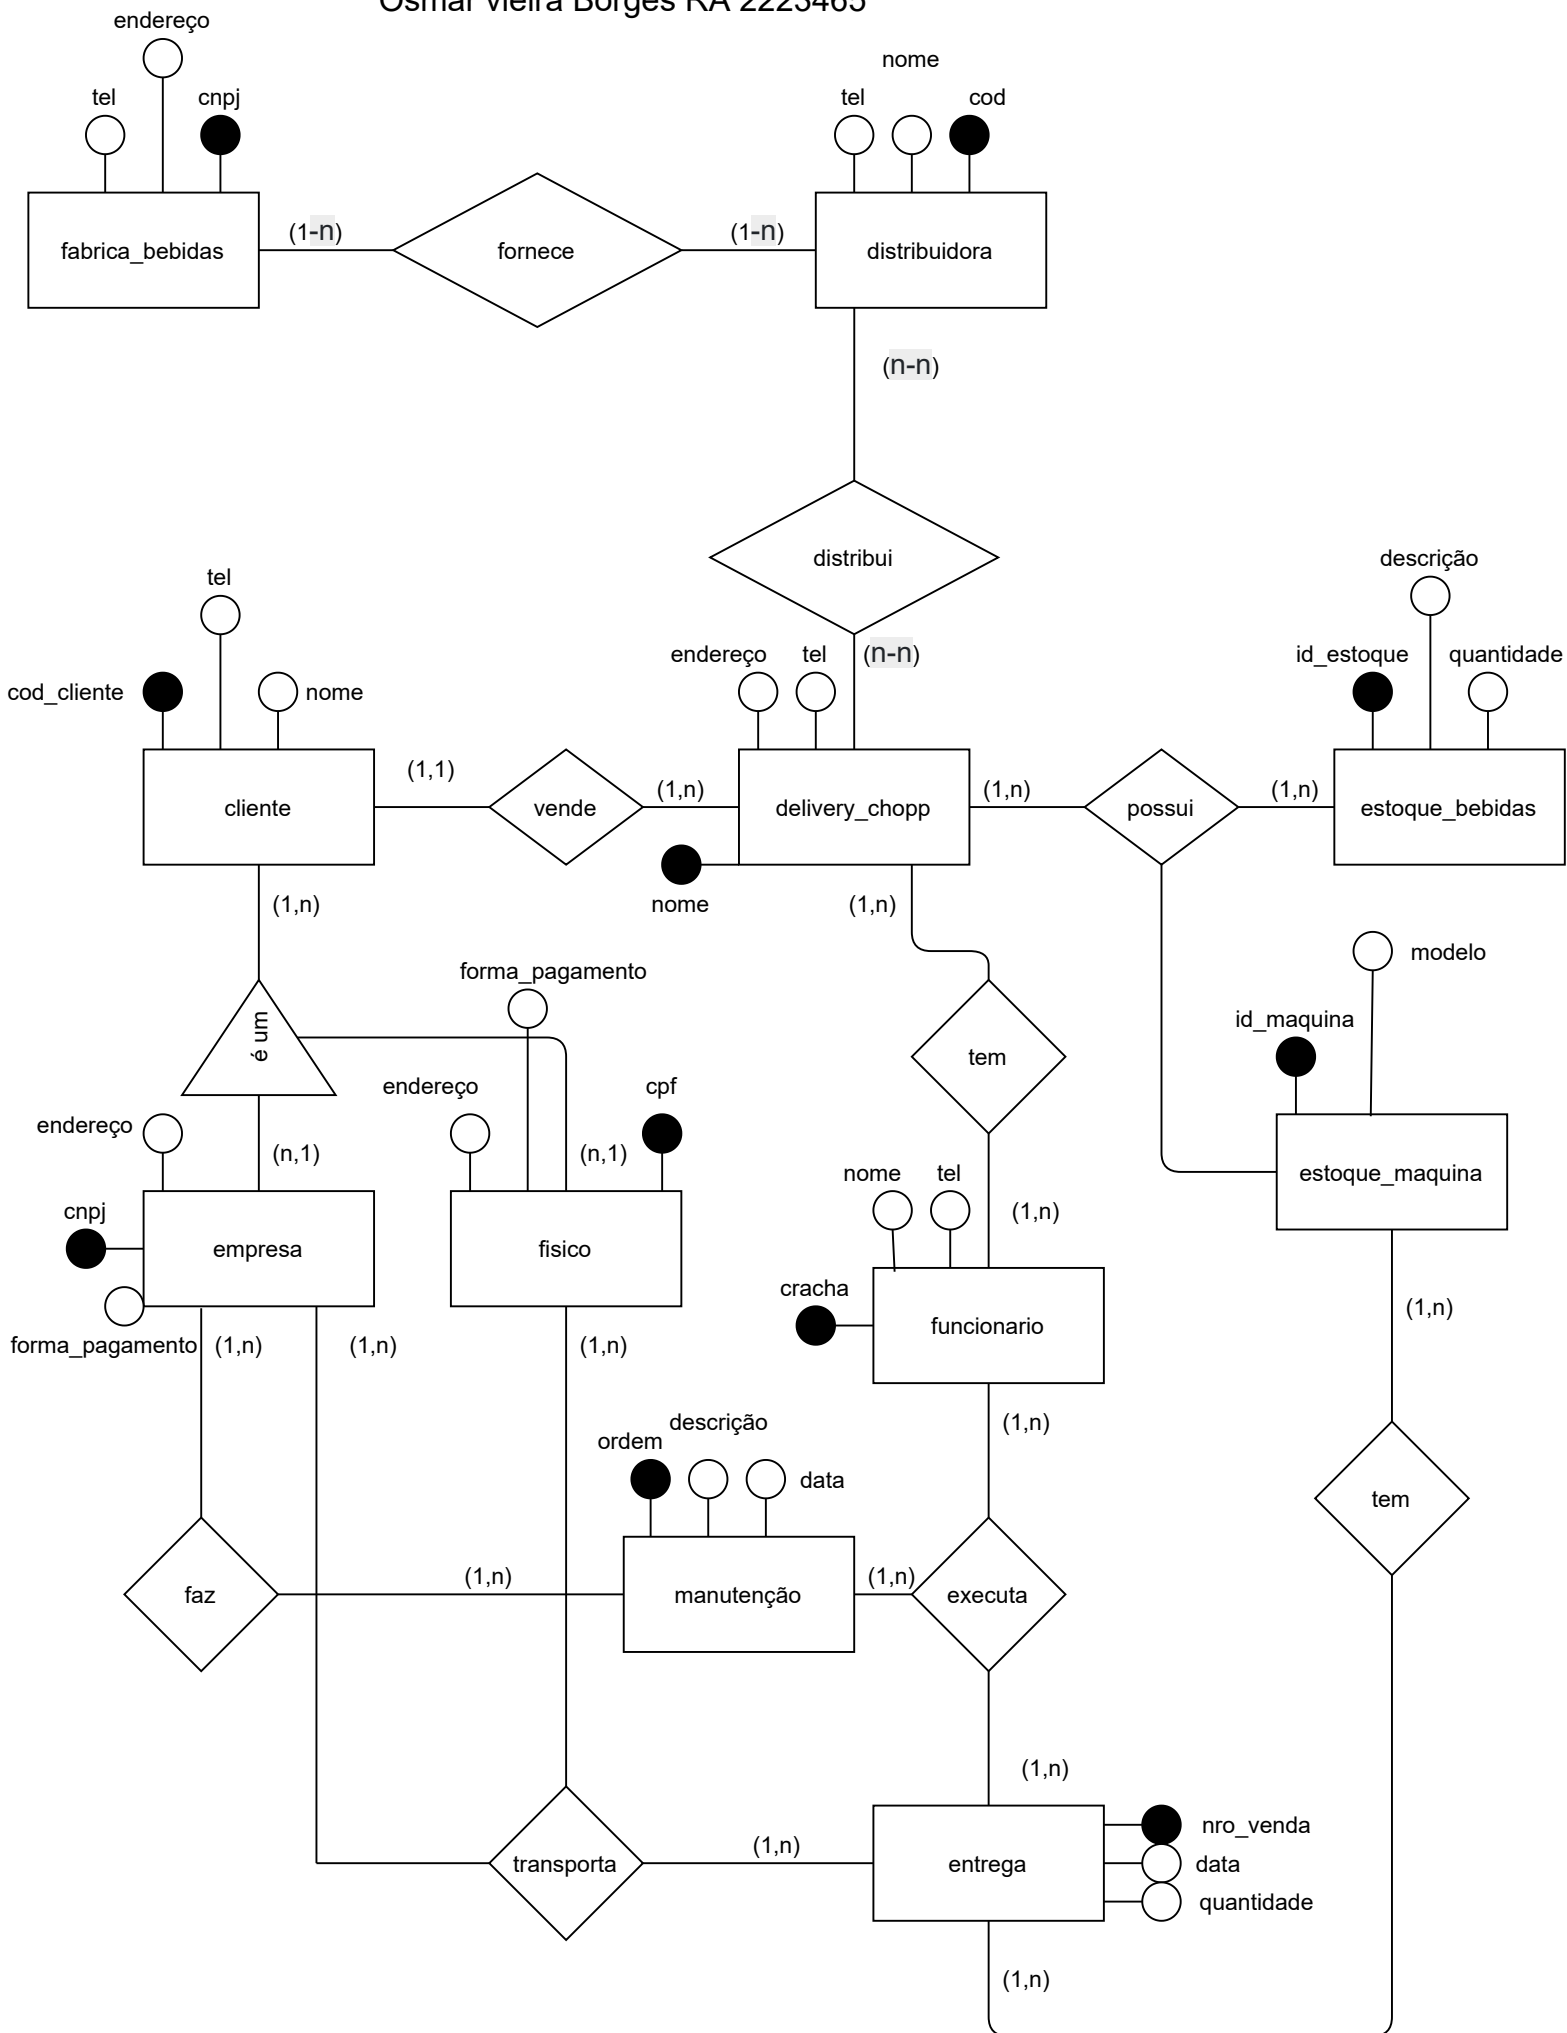 Osmar vieira Borges RA 2223465
endereço
nome
tel
cnpj
tel
cod
(1-n)
(1-n)
fabrica_bebidas
fornece
distribuidora
(n-n)
distribui
descrição
tel
endereço
tel
(n-n)
id_estoque
quantidade
cod_cliente
nome
(1,1)
(1,n)
(1,n)
(1,n)
cliente
vende
delivery_chopp
possui
estoque_bebidas
(1,n)
nome
(1,n)
modelo
forma_pagamento
id_maquina
é um
tem
endereço
cpf
endereço
(n,1)
(n,1)
nome
tel
estoque_maquina
cnpj
(1,n)
empresa
fisico
cracha
(1,n)
funcionario
forma_pagamento
(1,n)
(1,n)
(1,n)
descrição
(1,n)
ordem
data
tem
(1,n)
(1,n)
faz
manutenção
executa
(1,n)
nro_venda
(1,n)
transporta
entrega
data
quantidade
(1,n)